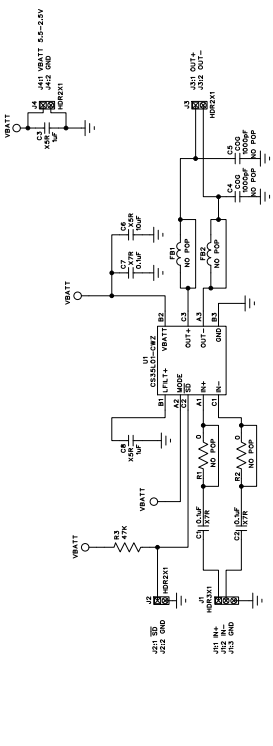 J4
J4:1 VBATT 5.5-2.5V
J4:2 GND
HDR2X1
VBATT
C3
X5R
1uF
J3
J3:1 OUT+
J3:2 OUT-
HDR2X1
C5
COG
1000pF
NO POP
C4
COG
1000pF
NO POP
FB1
NO POP
FB2
NO POP
C6
X5R
10uF
C7
X7R
0.1uF
VBATT
B2
VBATT
C3
OUT+
A3
OUT-
B3
GND
U1
CS35L01-CWZ
B1
LFILT+
A2
MODE
C2
SD
A1
IN+
C1
IN-
C8
X5R
1uF
VBATT
R1
0
NO POP
R2
0
NO POP
C1
0.1uF
X7R
C2
0.1uF
X7R
VBATT
R3
47K
J2
HDR2X1
J2:1 SD
J2:2 GND
J1
HDR3X1
J1:1 IN+
J1:2 IN-
J1:3 GND